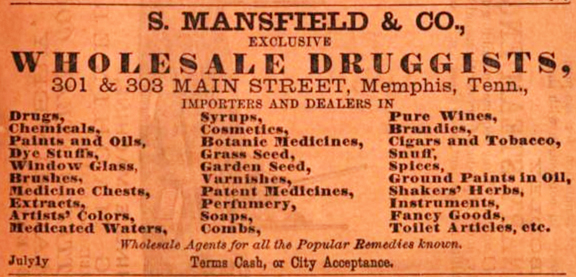 S. MANSFIELD & CO.,
EXCLUSIVE
WHOLESALE DRUGGISTS,
301 & 303 MAIN STREET, Memphis, Tenn.,
IMPORTERS AND DEALERS IN
Drugs,
Chemicals,
Paints and Oils,
Dye Stuffs,
Window Glass,
Brushes,
Medicine Chests,
Extracts,
Artists' Colors,
Medicated Waters,
Syrups,
Cosmetics,
Botanic Medicines,
Grass Seed,
Garden Seed,
Varnishes,
Patent Medicines,
Perfumery,
Soaps,
Combs,
Pure Wines,
Brandies,
Cigars and Tobacco,
Snuff,
Spices,
Ground Paints in Oil,
Shakers' Herbs,
Instruments,
Fancy Goods,
Toilet Articles, etc.
Wholesale Agents for all the Popular Remedies known.
July1y Terms Cash, or City Acceptance.